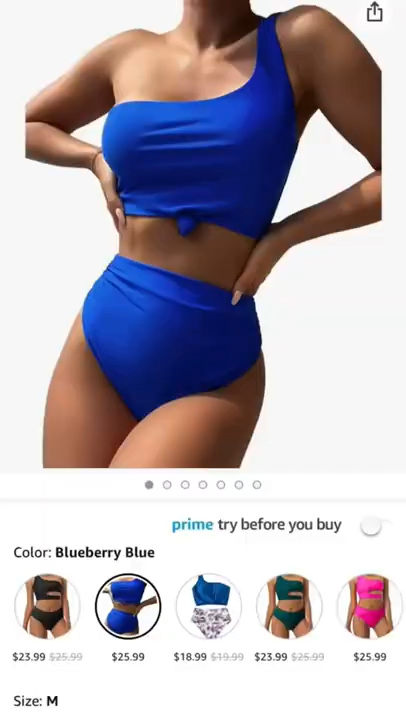 prime try before you buy
Color: Blueberry Blue
$23.99 $25.99 $25.99 $18.99 $19.99 $23.99 $25.99 $25.99
Size: M